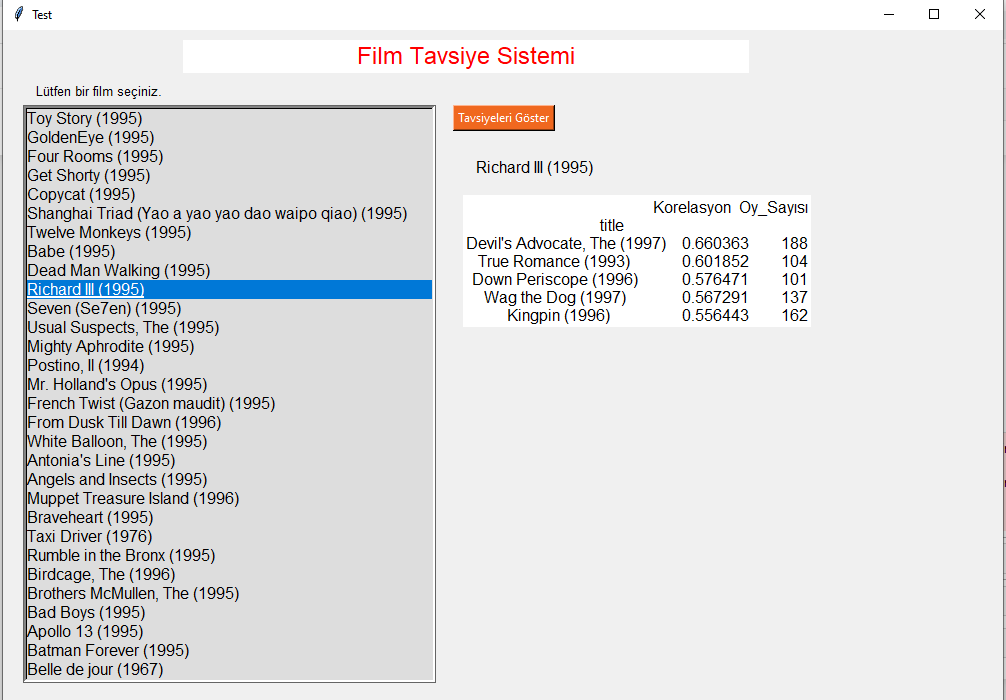 Test
Film Tavsiye Sistemi
Lütfen bir film seçiniz.
Toy Story (1995)
GoldenEye (1995)
Four Rooms (1995)
Get Shorty (1995)
Copycat (1995)
Shanghai Triad (Yao a yao yao dao waipo qiao) (1995)
Twelve Monkeys (1995)
Babe (1995)
Dead Man Walking (1995)
Richard III (1995)
Seven (Se7en) (1995)
Usual Suspects, The (1995)
Mighty Aphrodite (1995)
Postino, Il (1994)
Mr. Holland's Opus (1995)
French Twist (Gazon maudit) (1995)
From Dusk Till Dawn (1996)
White Balloon, The (1995)
Antonia's Line (1995)
Angels and Insects (1995)
Muppet Treasure Island (1996)
Braveheart (1995)
Taxi Driver (1976)
Rumble in the Bronx (1995)
Birdcage, The (1996)
Brothers McMullen, The (1995)
Bad Boys (1995)
Apollo 13 (1995)
Batman Forever (1995)
Belle de jour (1967)
Tavsiyeleri Göster
Richard III (1995)
Korelasyon Oy_Sayısı
title
Devil's Advocate, The (1997) 0.660363 188
True Romance (1993) 0.601852 104
Down Periscope (1996) 0.576471 101
Wag the Dog (1997) 0.567291 137
Kingpin (1996) 0.556443 162